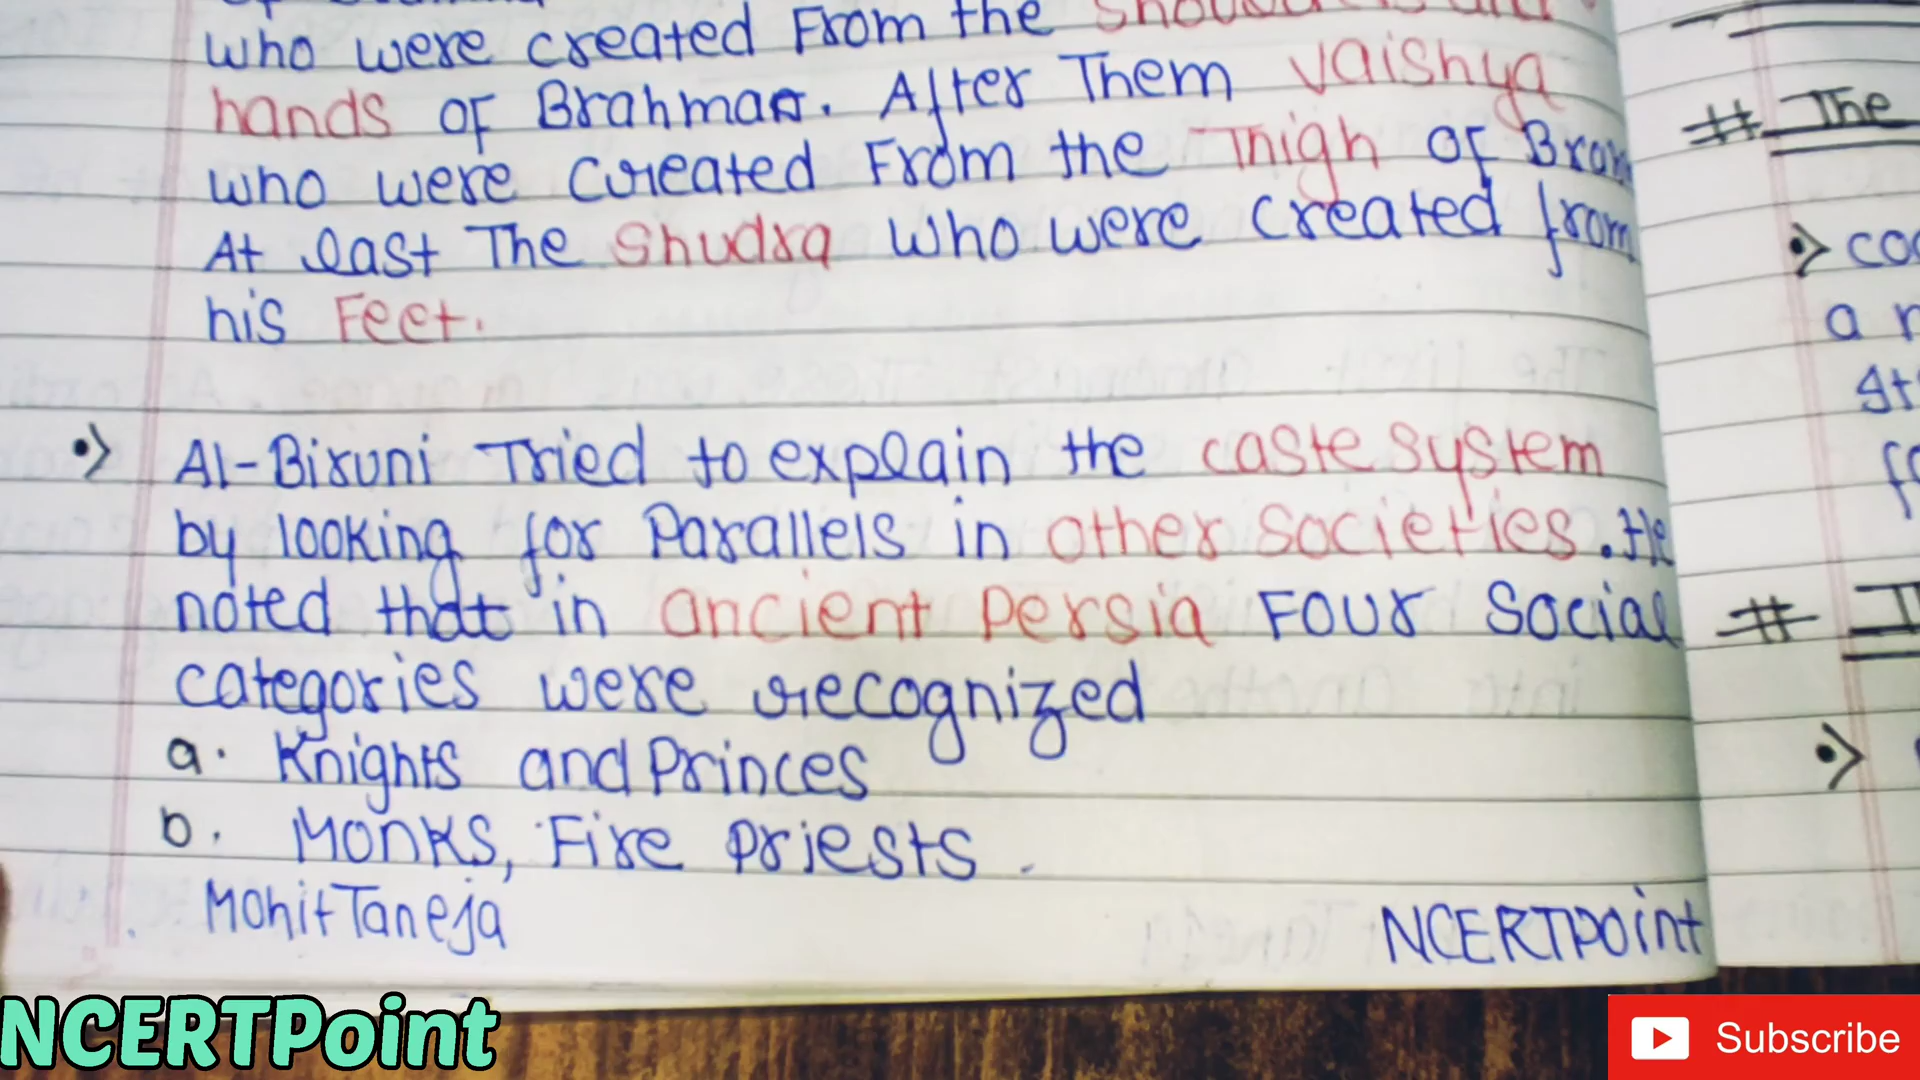 who were created From the
hands of Brahman. After Them Vaishya
who were created From the Thigh of
At last The Shudra who were created from
his Feet.
•> Al-Biruni Tried to explain the caste system
by looking for Parallels in other Societies. He
noted that in ancient Persia Four Social
categories were recognized
a. Knights and Princes
b. Monks, Fire Priests.
Mohit Taneja
NCERTPoint
# The
•>
a
#
•>
NCERTPoint
Subscribe